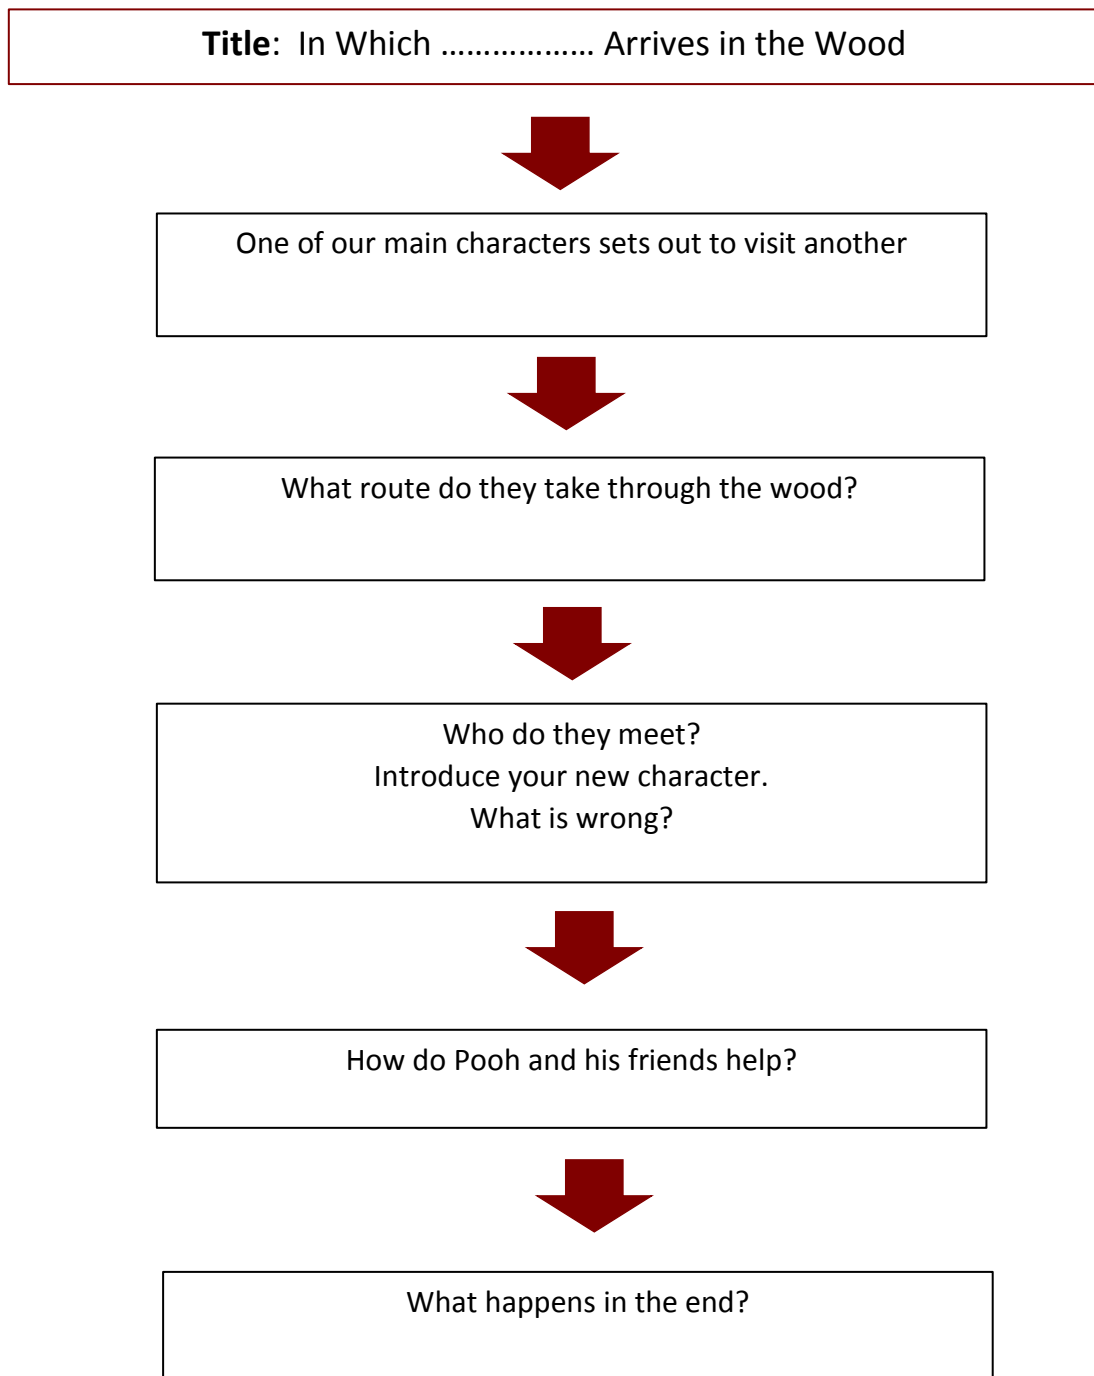 Title: In Which .................. Arrives in the Wood
One of our main characters sets out to visit another
What route do they take through the wood?
Who do they meet?
Introduce your new character.
What is wrong?
How do Pooh and his friends help?
What happens in the end?